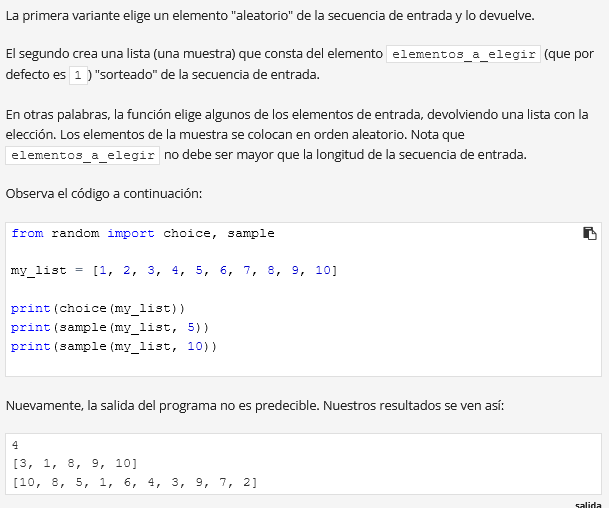 La primera variante elige un elemento "aleatorio" de la secuencia de entrada y lo devuelve.
El segundo crea una lista (una muestra) que consta del elemento elementos_a_elegir (que por
defecto es 1 ) "sorteado" de la secuencia de entrada.
En otras palabras, la función elige algunos de los elementos de entrada, devolviendo una lista con la
elección. Los elementos de la muestra se colocan en orden aleatorio. Nota que
elementos_a_elegir no debe ser mayor que la longitud de la secuencia de entrada.
Observa el código a continuación:
from random import choice, sample
my_list = [1, 2, 3, 4, 5, 6, 7, 8, 9, 10]
print(choice(my_list))
print(sample(my_list, 5))
print(sample(my_list, 10))
Nuevamente, la salida del programa no es predecible. Nuestros resultados se ven así:
4
[3, 1, 8, 9, 10]
[10, 8, 5, 1, 6, 4, 3, 9, 7, 2]
salida